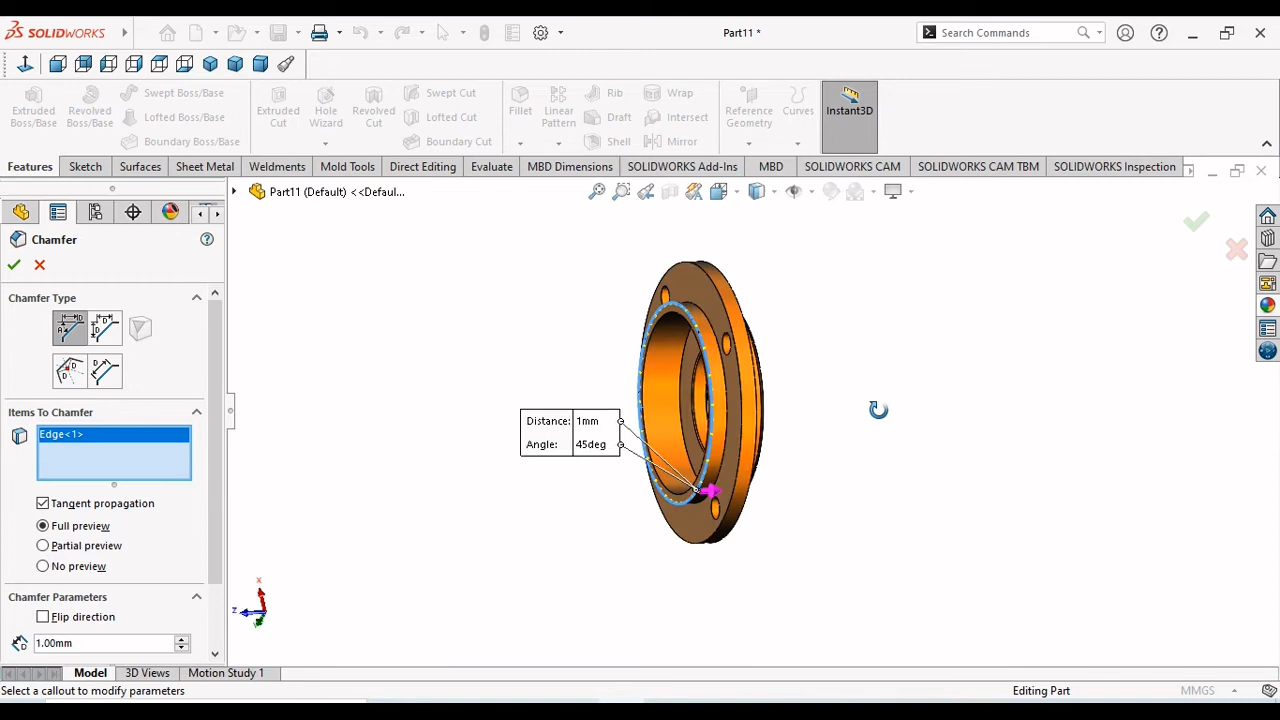 SOLIDWORKS
Part11 *
Search Commands
Extruded Boss/Base
Revolved Boss/Base
Swept Boss/Base
Lofted Boss/Base
Boundary Boss/Base
Extruded Cut
Hole Wizard
Revolved Cut
Swept Cut
Lofted Cut
Boundary Cut
Fillet
Linear Pattern
Rib
Draft
Shell
Wrap
Intersect
Mirror
Reference Geometry
Curves
Instant3D
Features Sketch Surfaces Sheet Metal Weldments Mold Tools Direct Editing Evaluate MBD Dimensions SOLIDWORKS Add-Ins MBD SOLIDWORKS CAM SOLIDWORKS CAM TBM SOLIDWORKS Inspection
Part11 (Default) <<Defaul...
Chamfer
Chamfer Type
Items To Chamfer
Edge<1>
Tangent propagation
Full preview
Partial preview
No preview
Chamfer Parameters
Flip direction
1.00mm
Distance: 1mm
Angle: 45deg
x
z
y
Model 3D Views Motion Study 1
Select a callout to modify parameters
Editing Part
MMGS